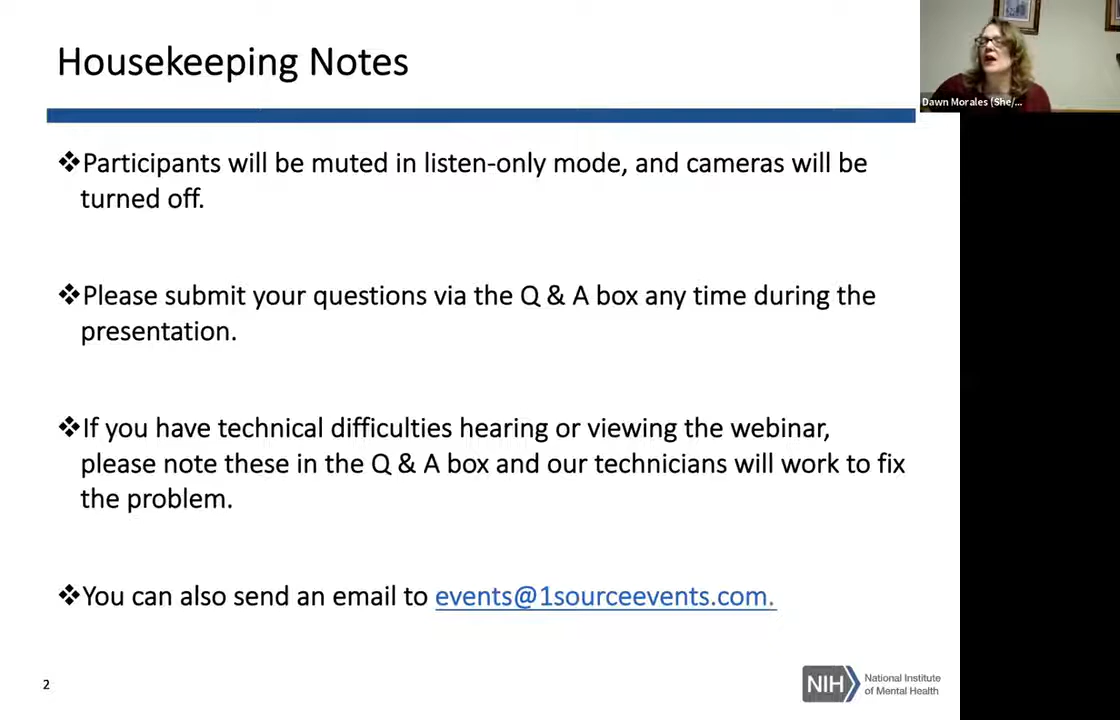 Housekeeping Notes
Dawn Morales (She/...
❖Participants will be muted in listen-only mode, and cameras will be
turned off.
❖Please submit your questions via the Q & A box any time during the
presentation.
❖If you have technical difficulties hearing or viewing the webinar,
please note these in the Q & A box and our technicians will work to fix
the problem.
❖You can also send an email to events@1sourceevents.com.
2
NIH National Institute
of Mental Health